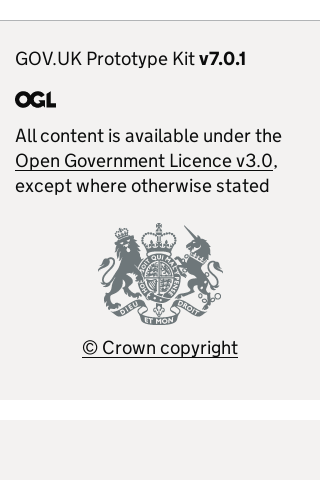 GOV.UK Prototype Kit v7.0.1
OGL
All content is available under the
Open Government Licence v3.0,
except where otherwise stated
DIEU ET MON DROIT
© Crown copyright